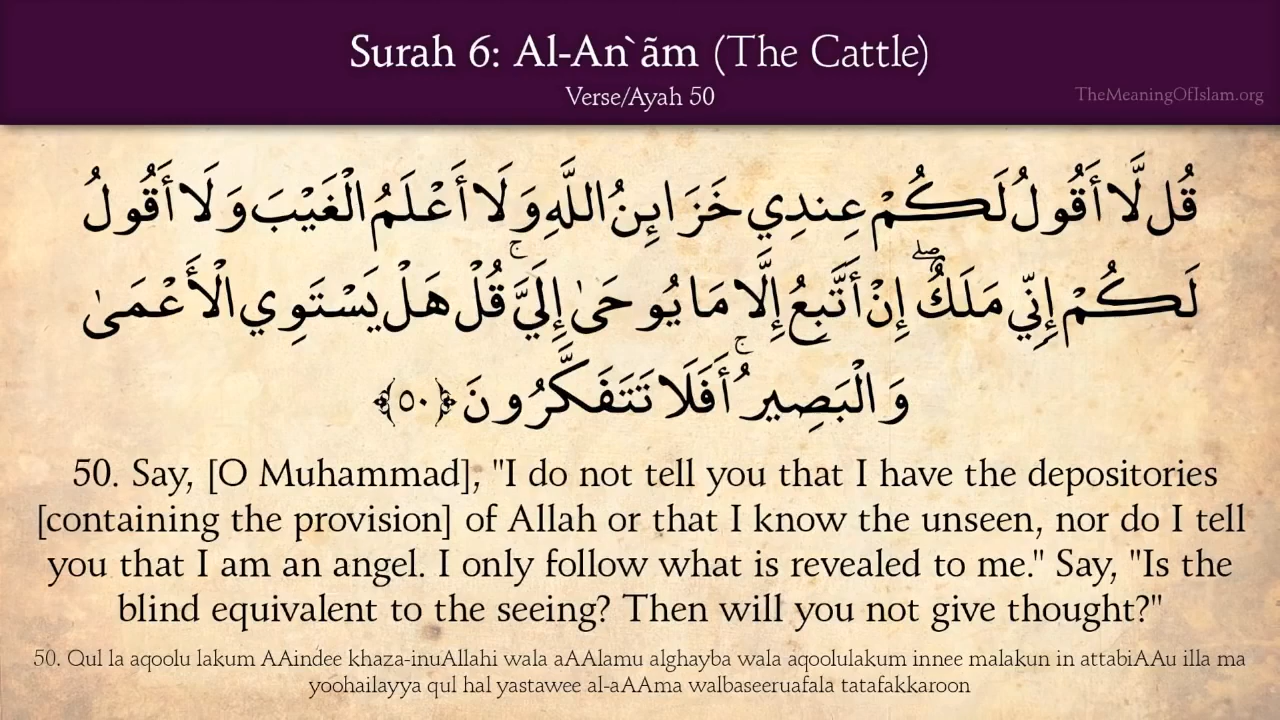 Surah 6: Al-An`ãm (The Cattle)
Verse/Ayah 50
TheMeaningOfIslam.org
قُل لَّا أَقُولُ لَكُمْ عِندِي خَزَائِنُ اللَّهِ وَلَا أَعْلَمُ الْغَيْبَ وَلَا أَقُولُ
لَكُمْ إِنِّي مَلَكٌ ۖ إِنْ أَتَّبِعُ إِلَّا مَا يُوحَىٰ إِلَيَّ ۚ قُلْ هَلْ يَسْتَوِي الْأَعْمَىٰ
وَالْبَصِيرُ ۚ أَفَلَا تَتَفَكَّرُونَ ﴿٥٠﴾
50. Say, [O Muhammad], "I do not tell you that I have the depositories
[containing the provision] of Allah or that I know the unseen, nor do I tell
you that I am an angel. I only follow what is revealed to me." Say, "Is the
blind equivalent to the seeing? Then will you not give thought?"
50. Qul la aqoolu lakum AAindee khaza-inuAllahi wala aAAlamu alghayba wala aqoolulakum innee malakun in attabiAAu illa ma
yoohailayya qul hal yastawee al-aAAma walbaseeruafala tatafakkaroon